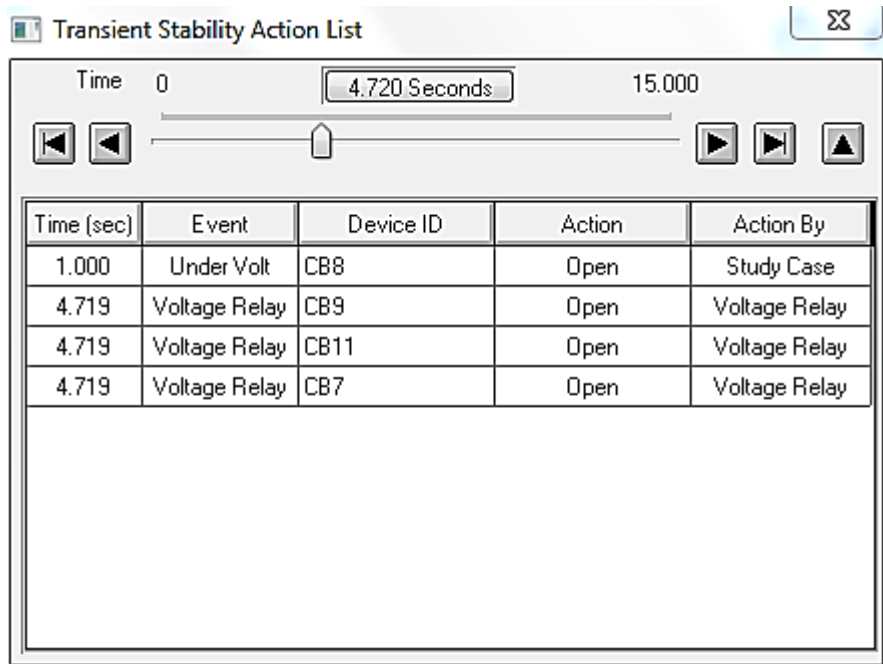 Transient Stability Action List
Time 0 4.720 Seconds 15.000
Time (sec) Event Device ID Action Action By
1.000 Under Volt CB8 Open Study Case
4.719 Voltage Relay CB9 Open Voltage Relay
4.719 Voltage Relay CB11 Open Voltage Relay
4.719 Voltage Relay CB7 Open Voltage Relay